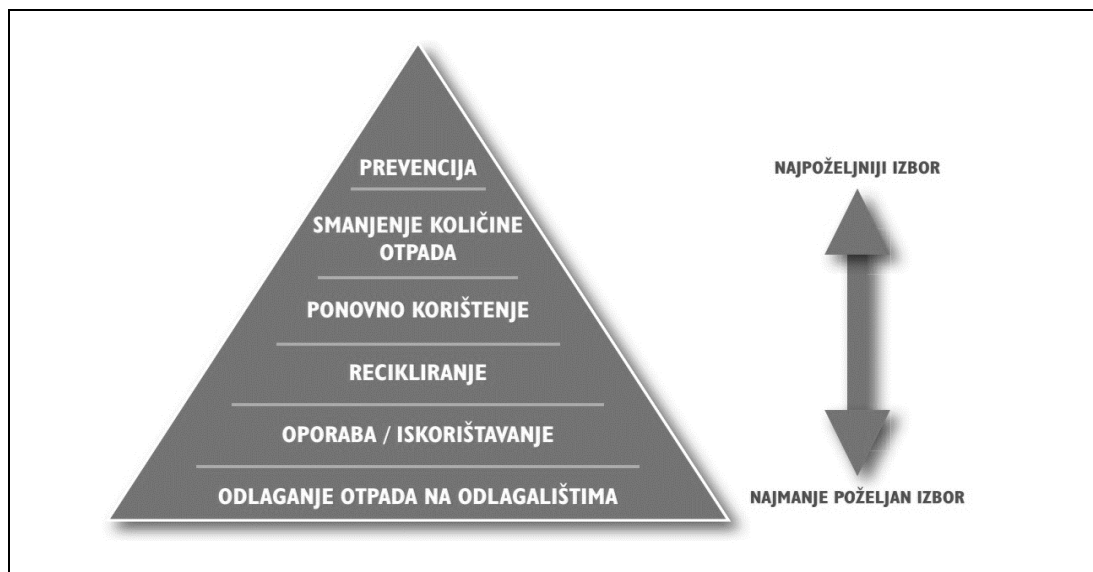 PREVENCIJA
SMANJENJE KOLIČINE
OTPADA
PONOVNO KORIŠTENJE
RECIKLIRANJE
OPORABA / ISKORIŠTAVANJE
ODLAGANJE OTPADA NA ODLAGALIŠTIMA
NAJPOŽELJNIJI IZBOR
NAJMANJE POŽELJAN IZBOR